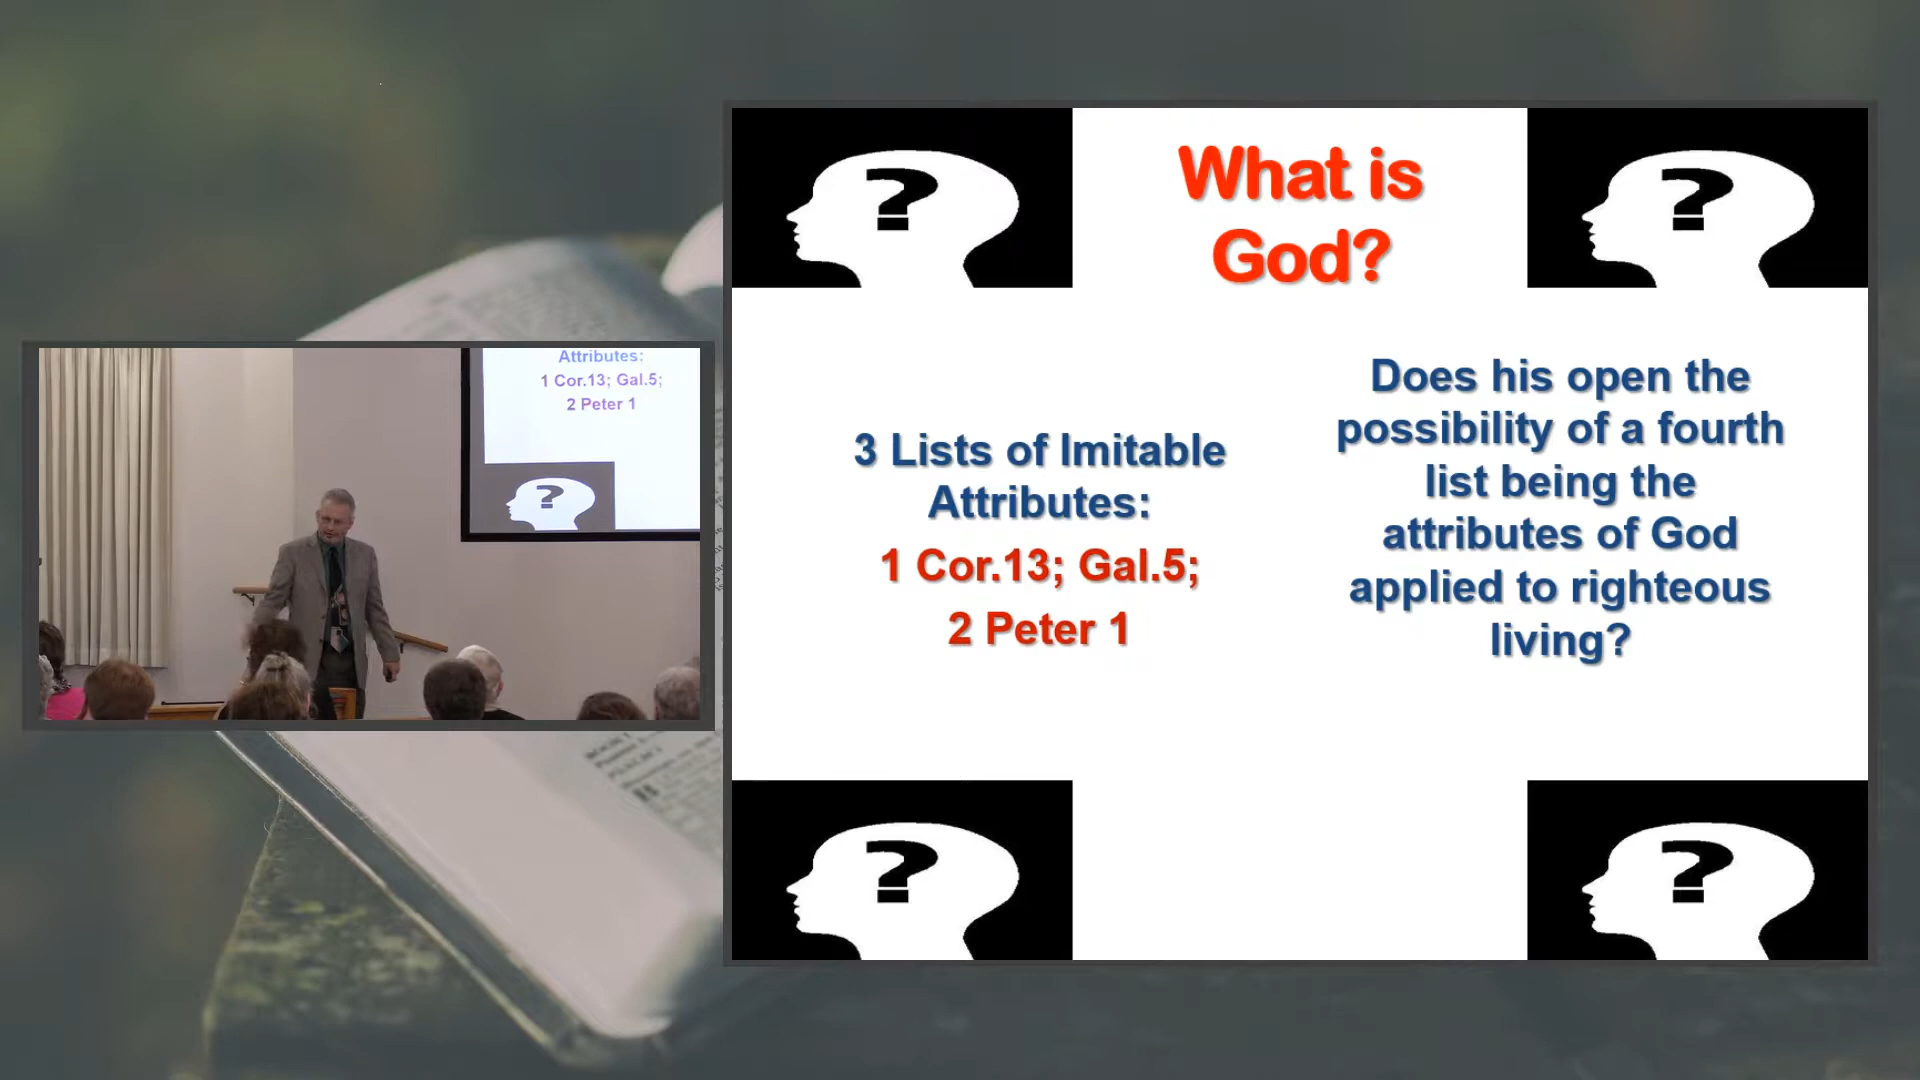 What is
God?
3 Lists of Imitable
Attributes:
1 Cor.13; Gal.5;
2 Peter 1
Does his open the
possibility of a fourth
list being the
attributes of God
applied to righteous
living?
Attributes:
1 Cor.13; Gal.5;
2 Peter 1